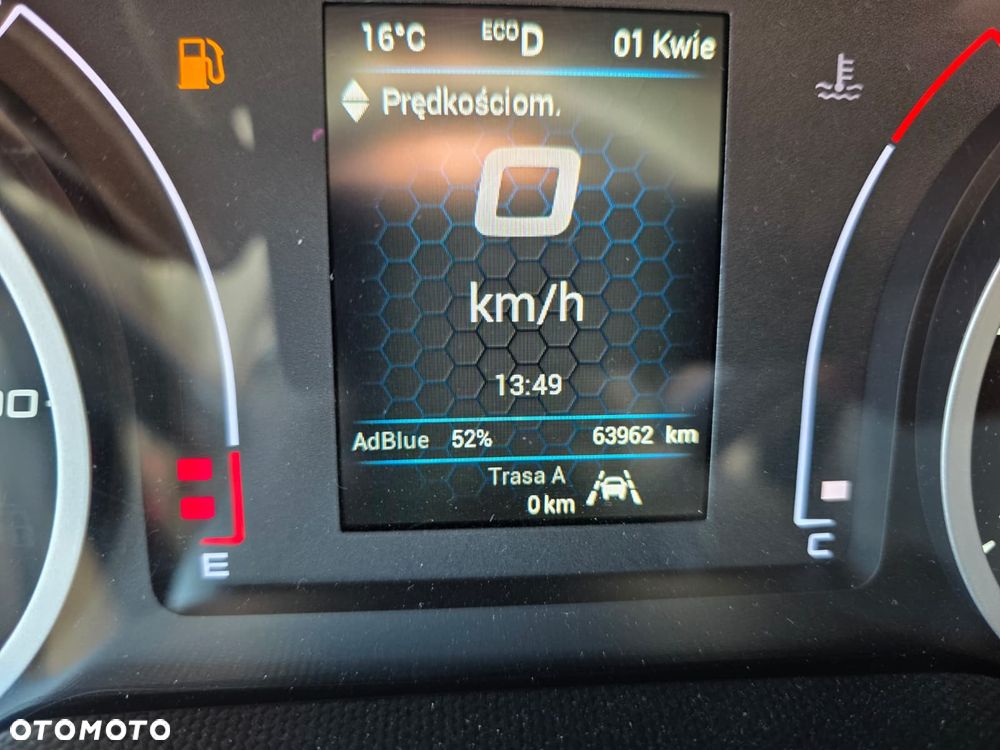 16°C ECO D 01 Kwie
Prędkościom.
0
km/h
13:49
AdBlue 52% 63962 km
Trasa A
0 km
E
C
OTOMOTO